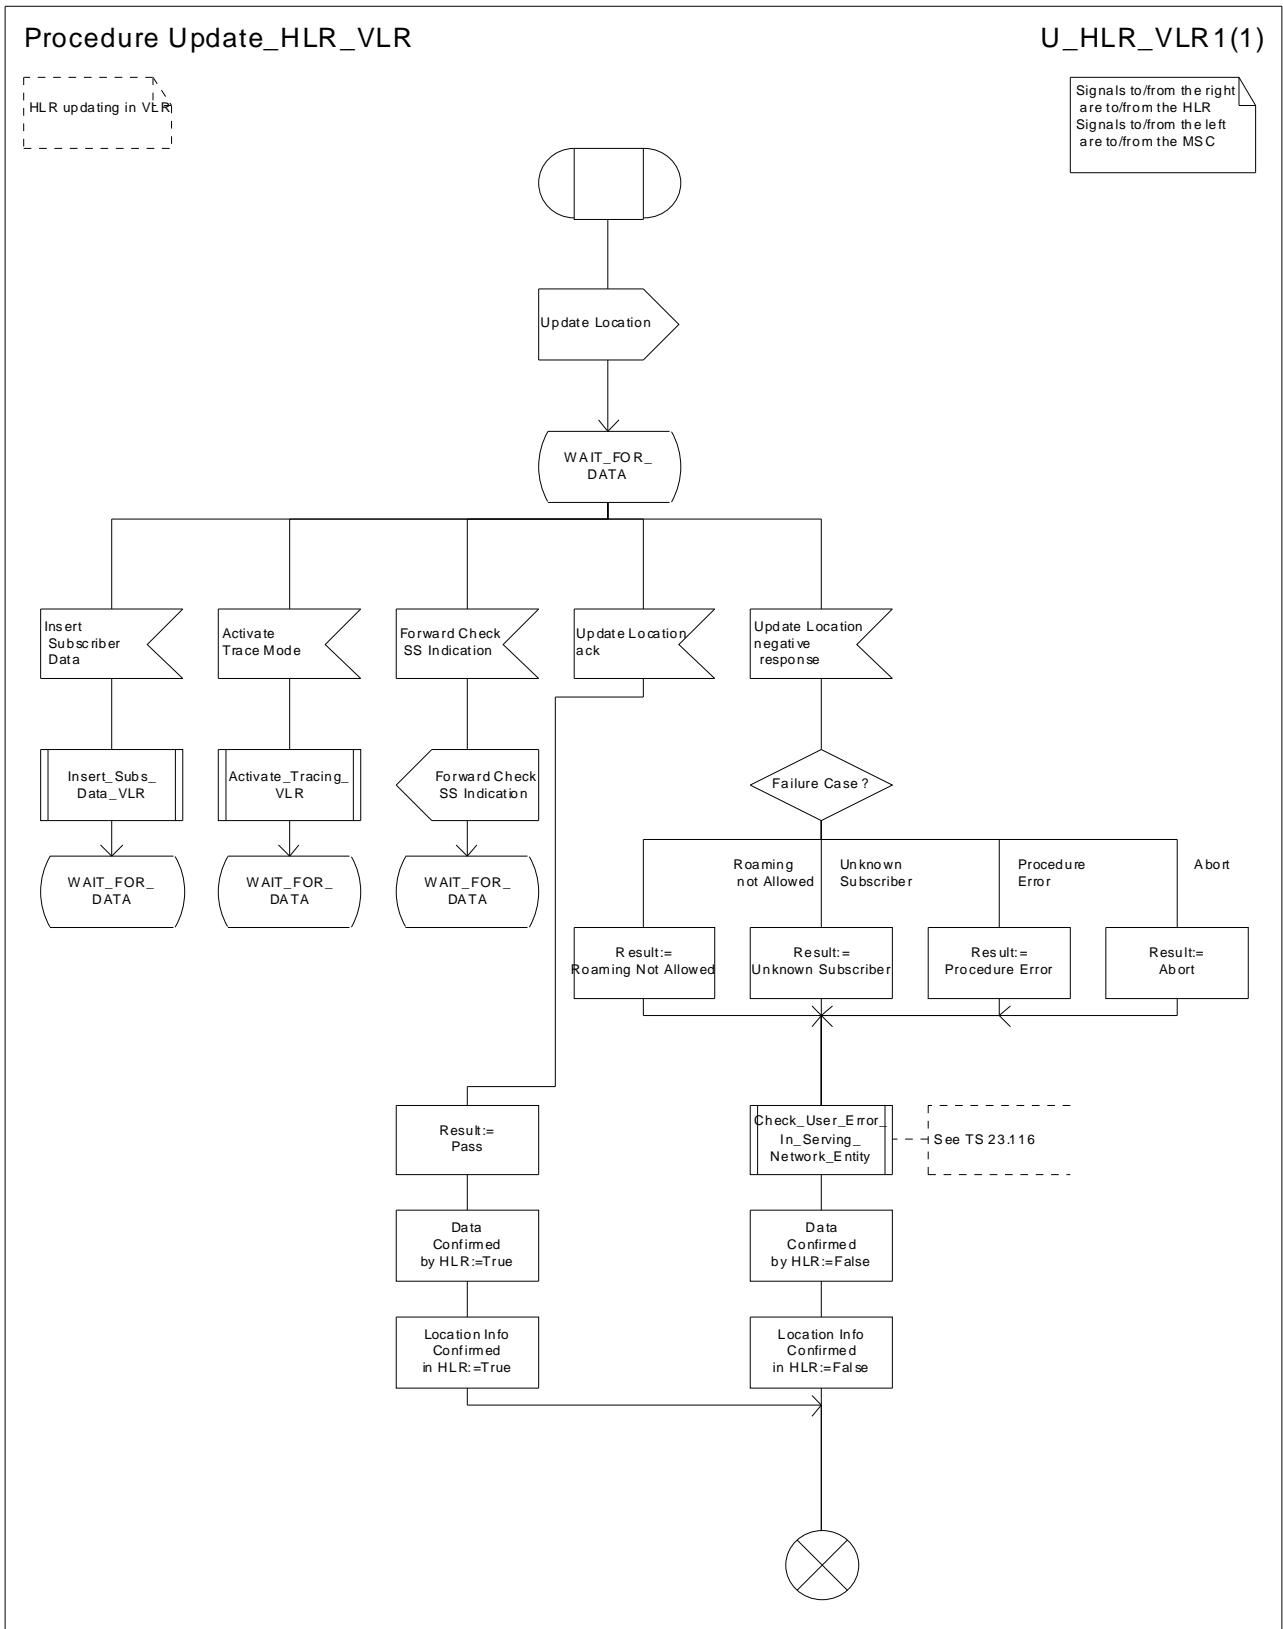 Procedure Update_HLR_VLR
U_HLR_VLR1(1)
HLR updating in VLR
Signals to/from the right
are to/from the HLR
Signals to/from the left
are to/from the MSC
Update Location
WAIT_FOR_
DATA
Insert
Subscriber
Data
Activate
Trace Mode
Forward Check
SS Indication
Update Location
ack
Update Location
negative
response
Insert_Subs_
Data_VLR
Activate_Tracing_
VLR
Forward Check
SS Indication
Failure Case ?
WAIT_FOR_
DATA
WAIT_FOR_
DATA
WAIT_FOR_
DATA
Roaming
not Allowed
Unknown
Subscriber
Procedure
Error
Abort
Result:=
Roaming Not Allowed
Result:=
Unknown Subscriber
Result:=
Procedure Error
Result:=
Abort
Result:=
Pass
Check_User_Error_
In_Serving_
Network_Entity
See TS 23.116
Data
Confirmed
by HLR:=True
Data
Confirmed
by HLR:=False
Location Info
Confirmed
in HLR:=True
Location Info
Confirmed
in HLR:=False